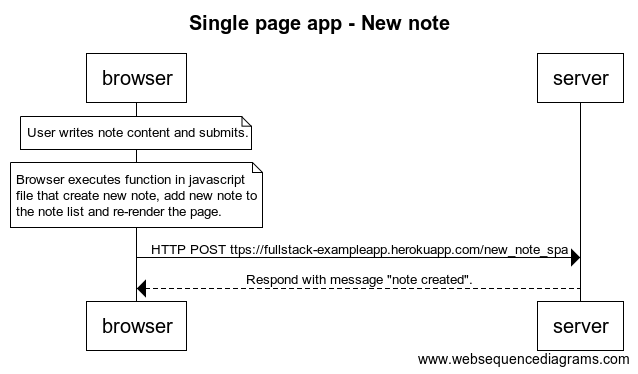 Single page app - New note
browser
server
User writes note content and submits.
Browser executes function in javascript
file that create new note, add new note to
the note list and re-render the page.
HTTP POST ttps://fullstack-exampleapp.herokuapp.com/new_note_spa
Respond with message "note created".
browser
server
www.websequencediagrams.com